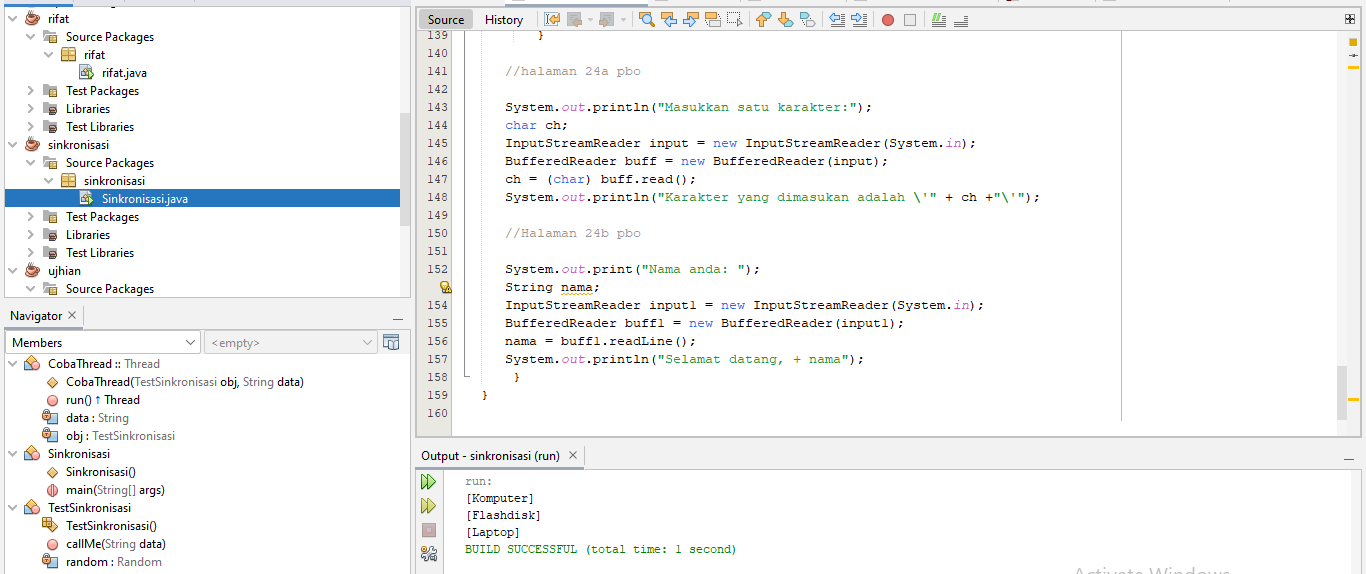 rifat
Source Packages
rifat
rifat.java
Test Packages
Libraries
Test Libraries
sinkronisasi
Source Packages
sinkronisasi
Sinkronisasi.java
Test Packages
Libraries
Test Libraries
ujhian
Source Packages
Navigator
Members
<empty>
CobaThread :: Thread
CobaThread(TestSinkronisasi obj, String data)
run() ↑ Thread
data : String
obj : TestSinkronisasi
Sinkronisasi
Sinkronisasi()
main(String[] args)
TestSinkronisasi
TestSinkronisasi()
callMe(String data)
random : Random
Source History
139 }
140
141 //halaman 24a pbo
142
143 System.out.println("Masukkan satu karakter:");
144 char ch;
145 InputStreamReader input = new InputStreamReader(System.in);
146 BufferedReader buff = new BufferedReader(input);
147 ch = (char) buff.read();
148 System.out.println("Karakter yang dimasukan adalah \'" + ch +"\'");
149
150 //Halaman 24b pbo
151
152 System.out.print("Nama anda: ");
String nama;
154 InputStreamReader input1 = new InputStreamReader(System.in);
155 BufferedReader buff1 = new BufferedReader(input1);
156 nama = buff1.readLine();
157 System.out.println("Selamat datang, + nama");
158 }
159 }
160
Output - sinkronisasi (run)
run:
[Komputer]
[Flashdisk]
[Laptop]
BUILD SUCCESSFUL (total time: 1 second)
Activate Windows